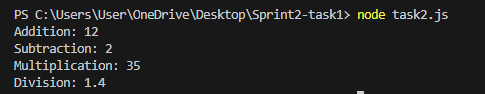 PS C:\Users\User\OneDrive\Desktop\Sprint2-task1> node task2.js
Addition: 12
Subtraction: 2
Multiplication: 35
Division: 1.4